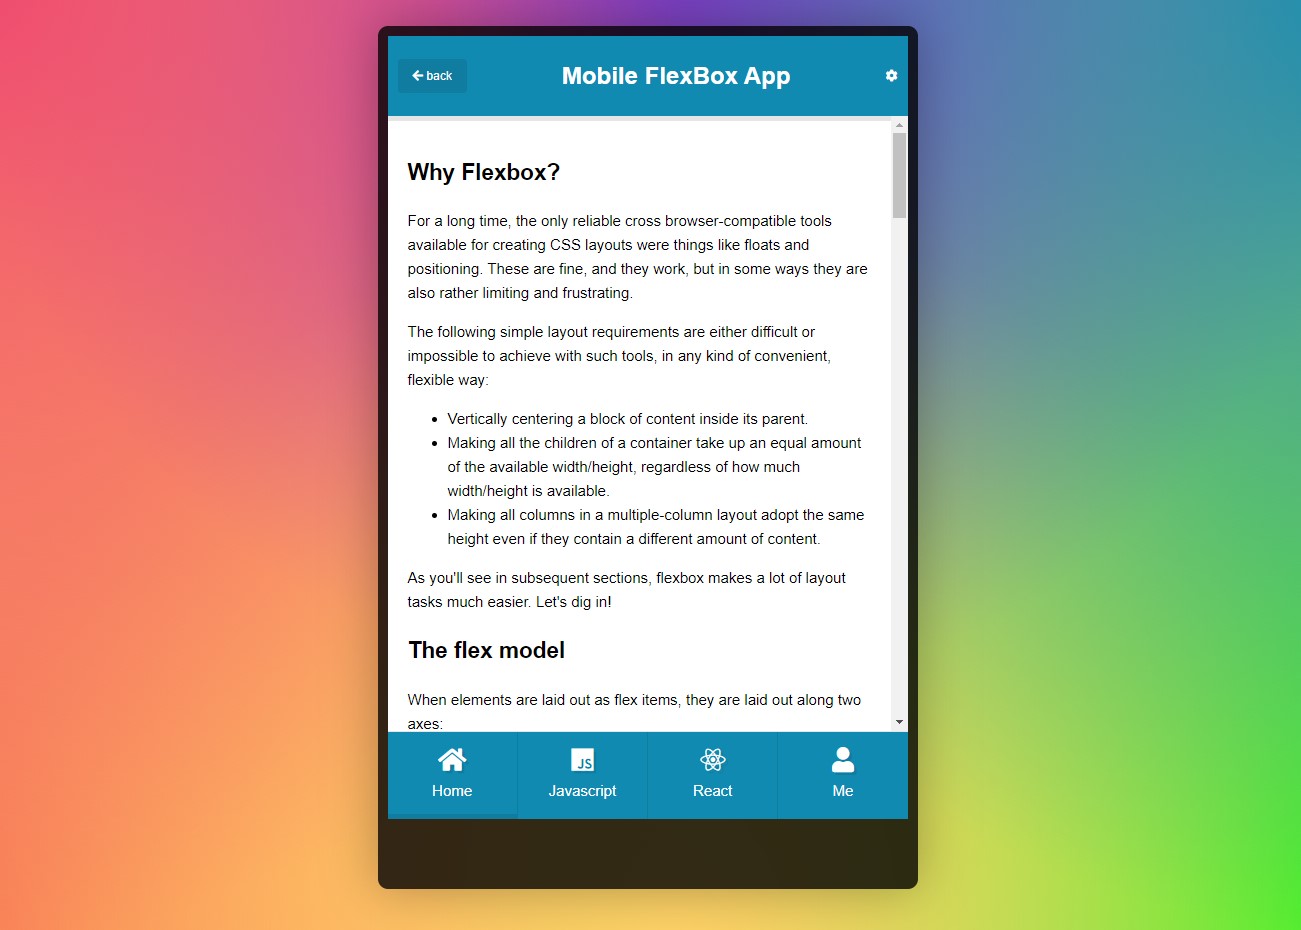 back
Mobile FlexBox App
Why Flexbox?
For a long time, the only reliable cross browser-compatible tools
available for creating CSS layouts were things like floats and
positioning. These are fine, and they work, but in some ways they are
also rather limiting and frustrating.
The following simple layout requirements are either difficult or
impossible to achieve with such tools, in any kind of convenient,
flexible way:
Vertically centering a block of content inside its parent.
Making all the children of a container take up an equal amount
of the available width/height, regardless of how much
width/height is available.
Making all columns in a multiple-column layout adopt the same
height even if they contain a different amount of content.
As you'll see in subsequent sections, flexbox makes a lot of layout
tasks much easier. Let's dig in!
The flex model
When elements are laid out as flex items, they are laid out along two
axes:
JS
Home
Javascript
React
Me